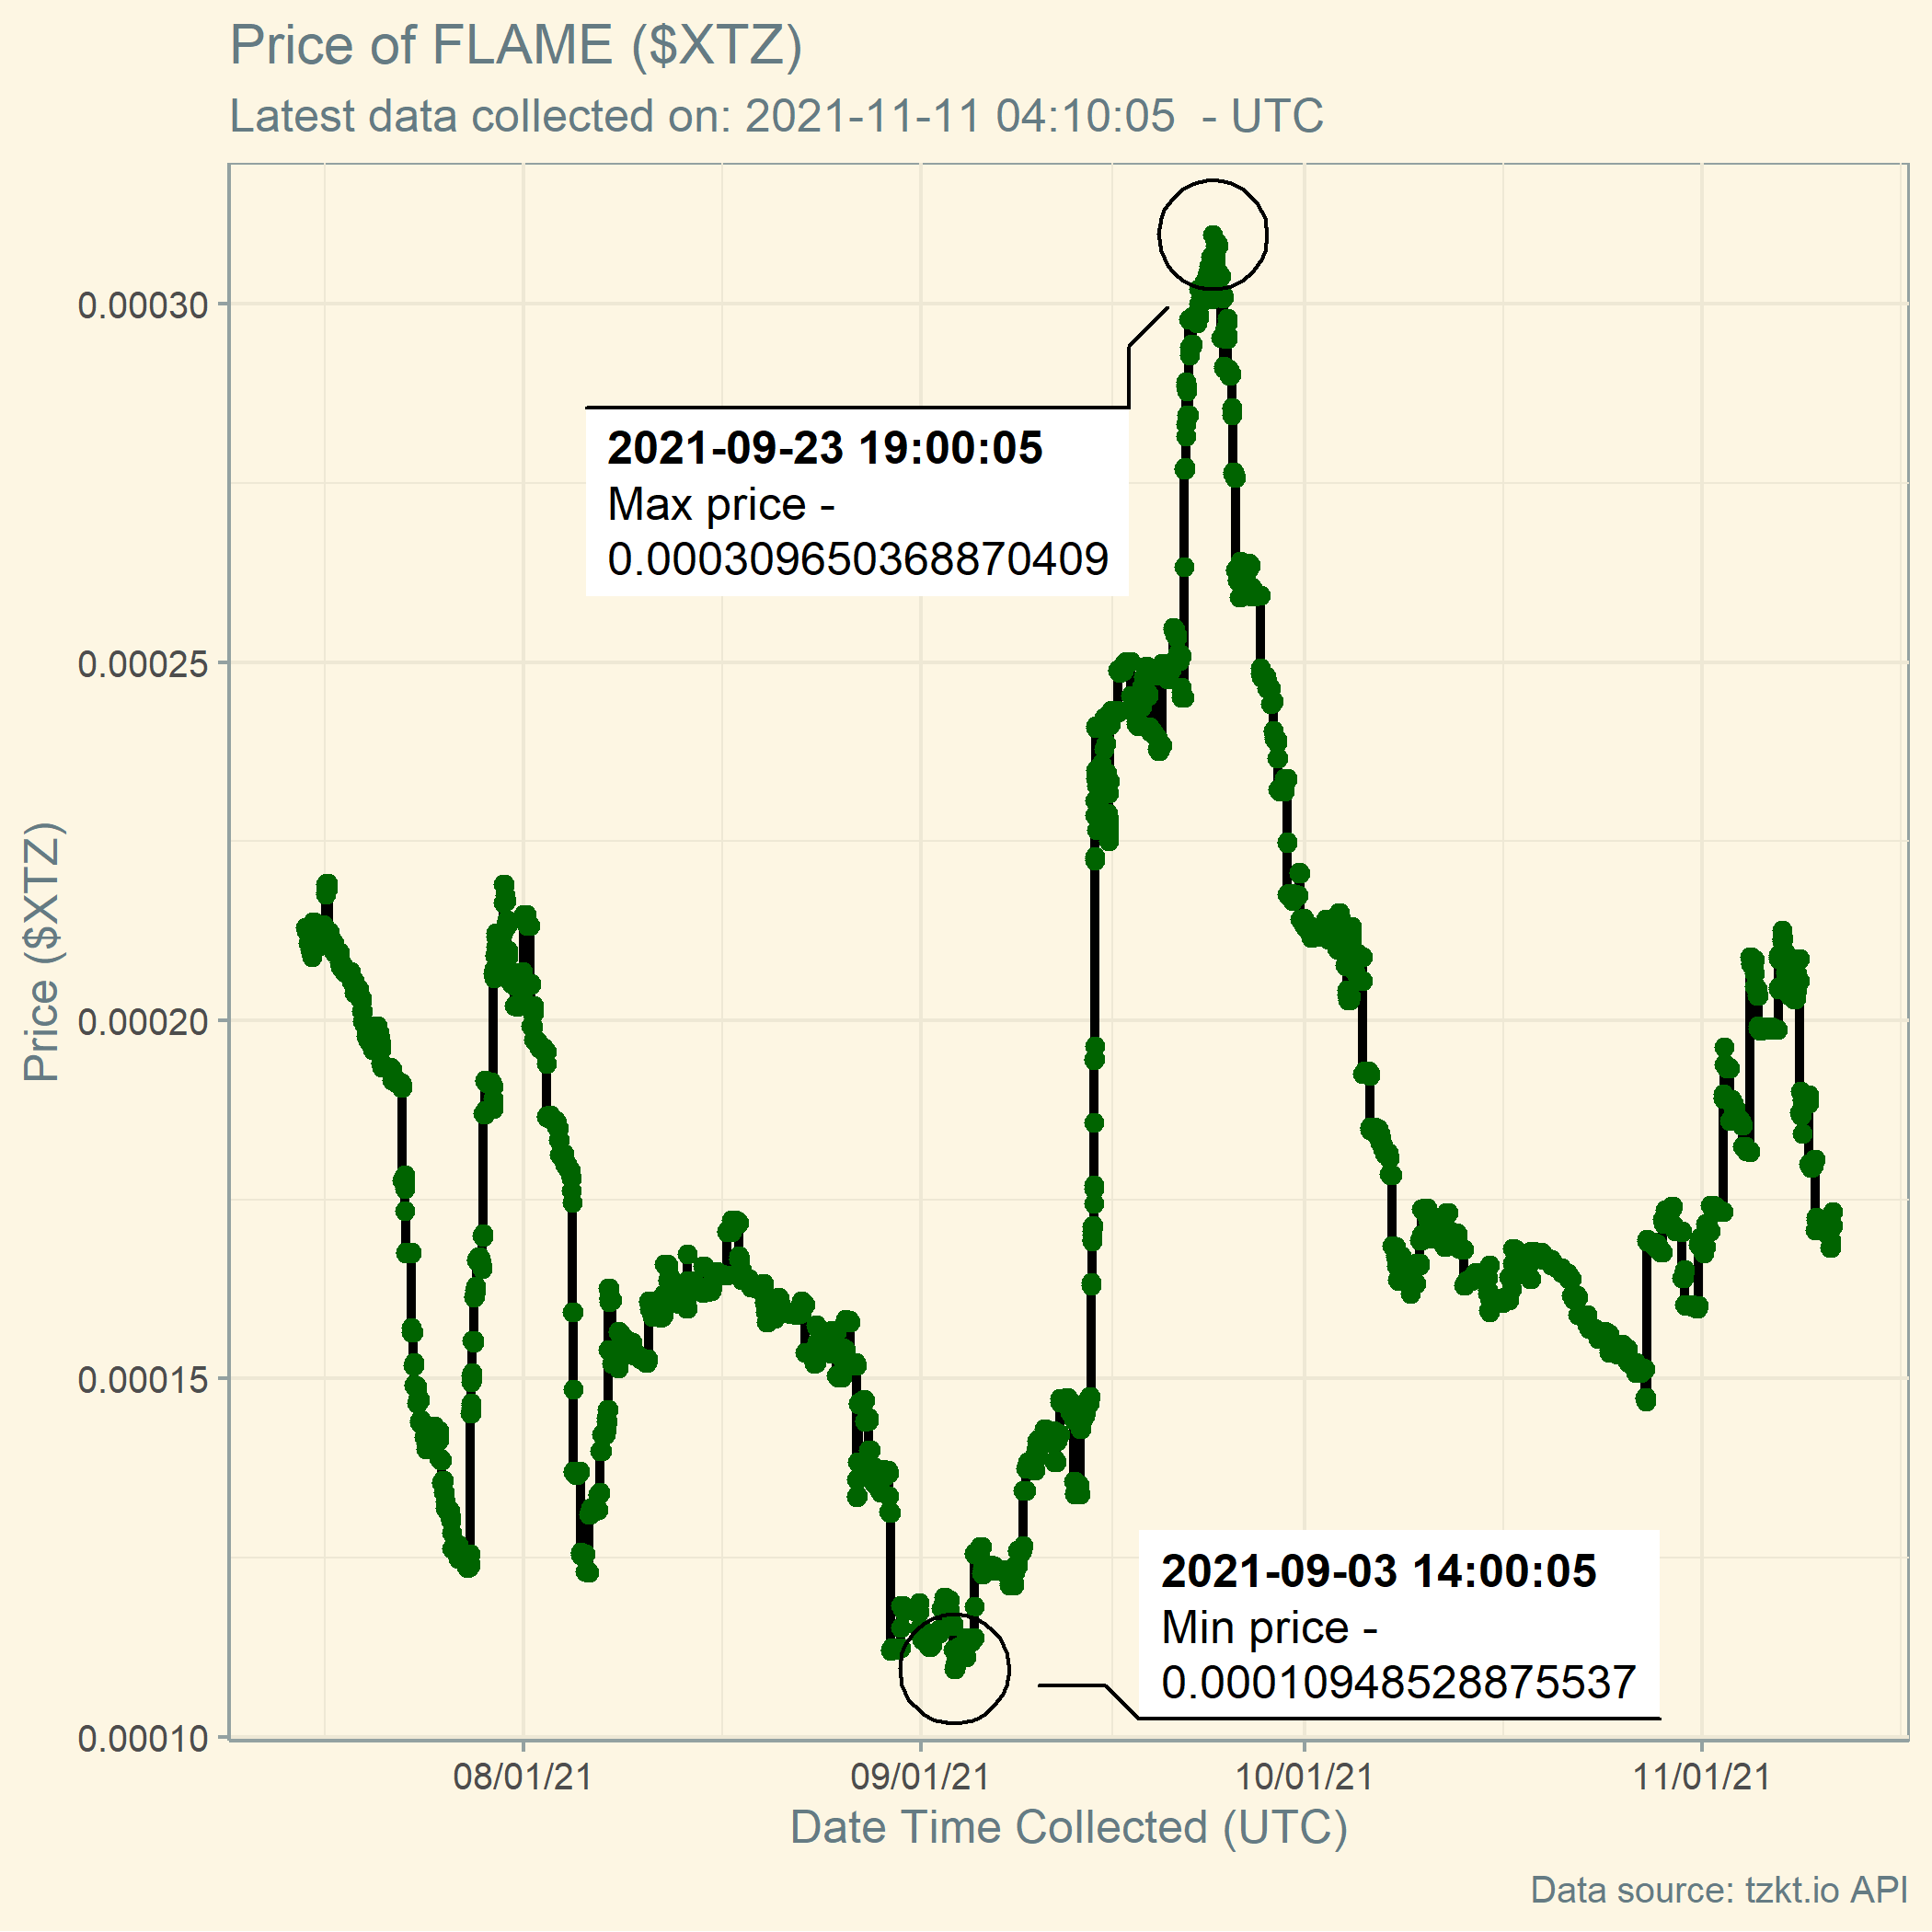 Price of FLAME ($XTZ)
Latest data collected on: 2021-11-11 04:10:05  - UTC
2021-09-23 19:00:05
Max price -
0.000309650368870409
2021-09-03 14:00:05
Min price -
0.00010948528875537
Price ($XTZ)
0.00030
0.00025
0.00020
0.00015
0.00010
08/01/21
09/01/21
10/01/21
11/01/21
Date Time Collected (UTC)
Data source: tzkt.io API